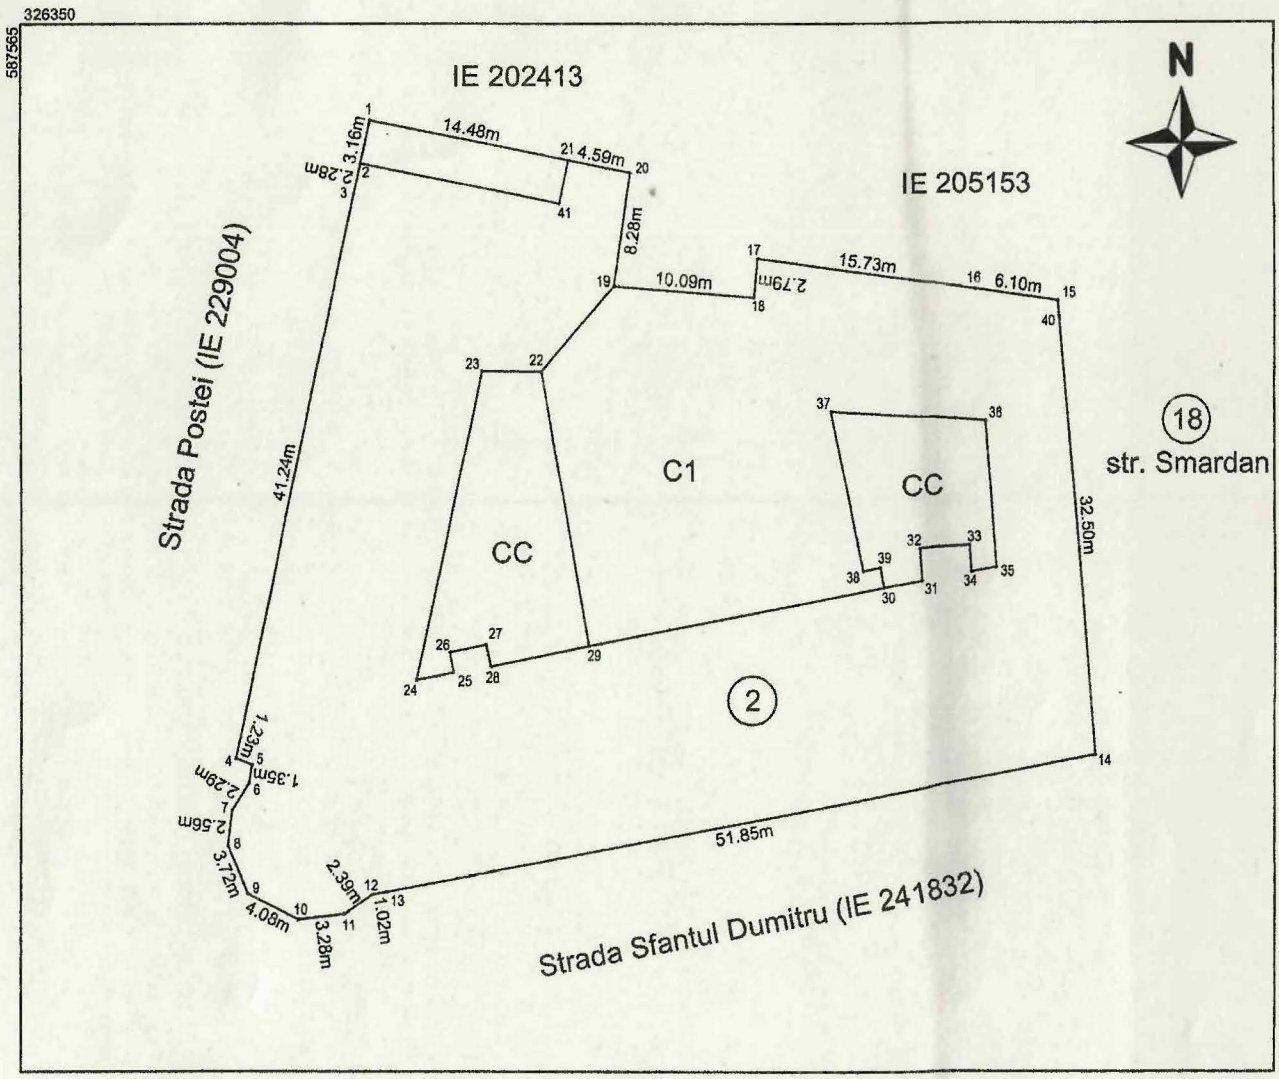 326350
587565
N
IE 202413
1
14.48m
21
4.59m
20
3.16m
2
2.28m
3
41
IE 205153
8.28m
17
15.73m
16
6.10m
15
19
10.09m
2.79m
18
40
Strada Postei (IE 229004)
23
22
37
36
18
str. Smardan
41.24m
C1
CC
CC
32.50m
32
33
39
38
34
35
31
30
27
26
29
25
28
24
2
1.23m
4
5
14
1.35m
6
2.29m
7
2.56m
8
51.85m
3.72m
2.39m
9
12
13
4.08m
10
11
1.02m
3.28m
Strada Sfantul Dumitru (IE 241832)